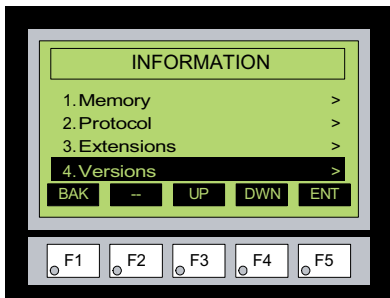 INFORMATION
1. Memory >
2. Protocol >
3. Extensions >
4. Versions >
BAK -- UP DWN ENT
F1 F2 F3 F4 F5